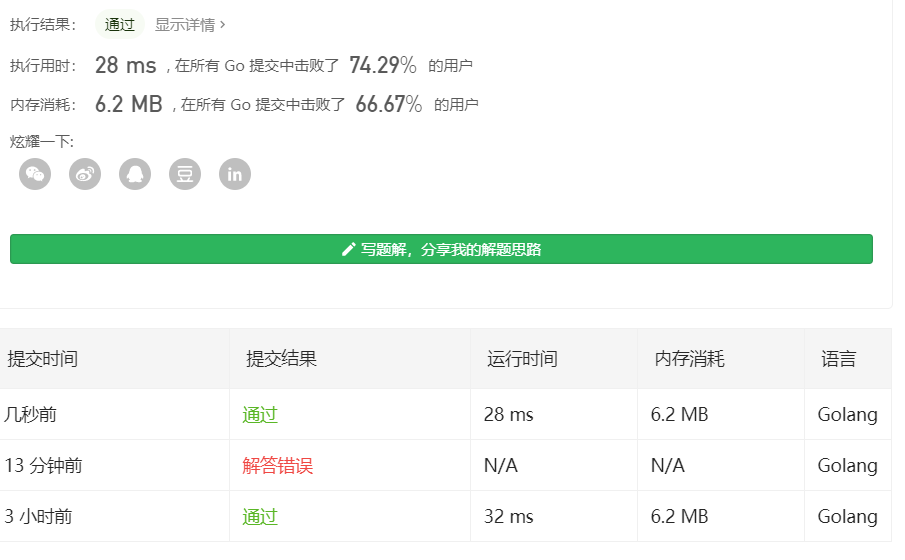 执行结果： 通过 显示详情 ›
执行用时： 28 ms , 在所有 Go 提交中击败了 74.29% 的用户
内存消耗： 6.2 MB , 在所有 Go 提交中击败了 66.67% 的用户
炫耀一下:
豆 in
写题解，分享我的解题思路
提交时间 提交结果 运行时间 内存消耗 语言
几秒前 通过 28 ms 6.2 MB Golang
13 分钟前 解答错误 N/A N/A Golang
3 小时前 通过 32 ms 6.2 MB Golang